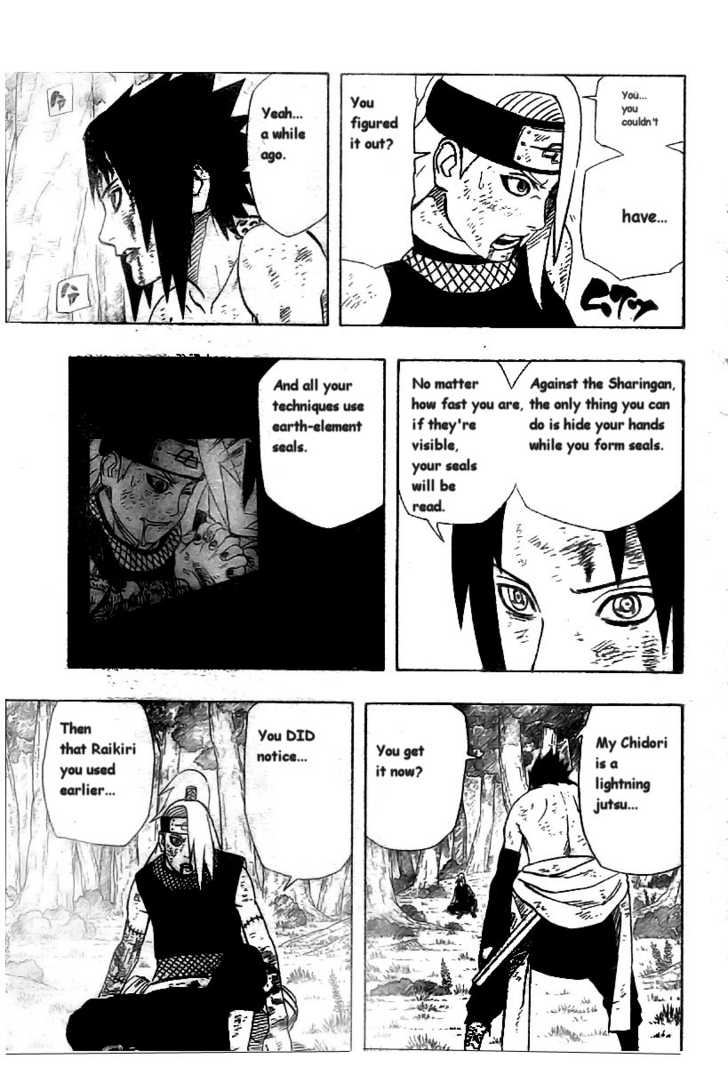 You...
you
couldn't
have...
You
figured
it out?
Yeah...
a while
ago.
Against the Sharingan,
the only thing you can
do is hide your hands
while you form seals.
No matter
how fast you are,
if they're
visible,
your seals
will be
read.
And all your
techniques use
earth-element
seals.
My Chidori
is a
lightning
jutsu...
You get
it now?
You DID
notice...
Then
that Raikiri
you used
earlier...